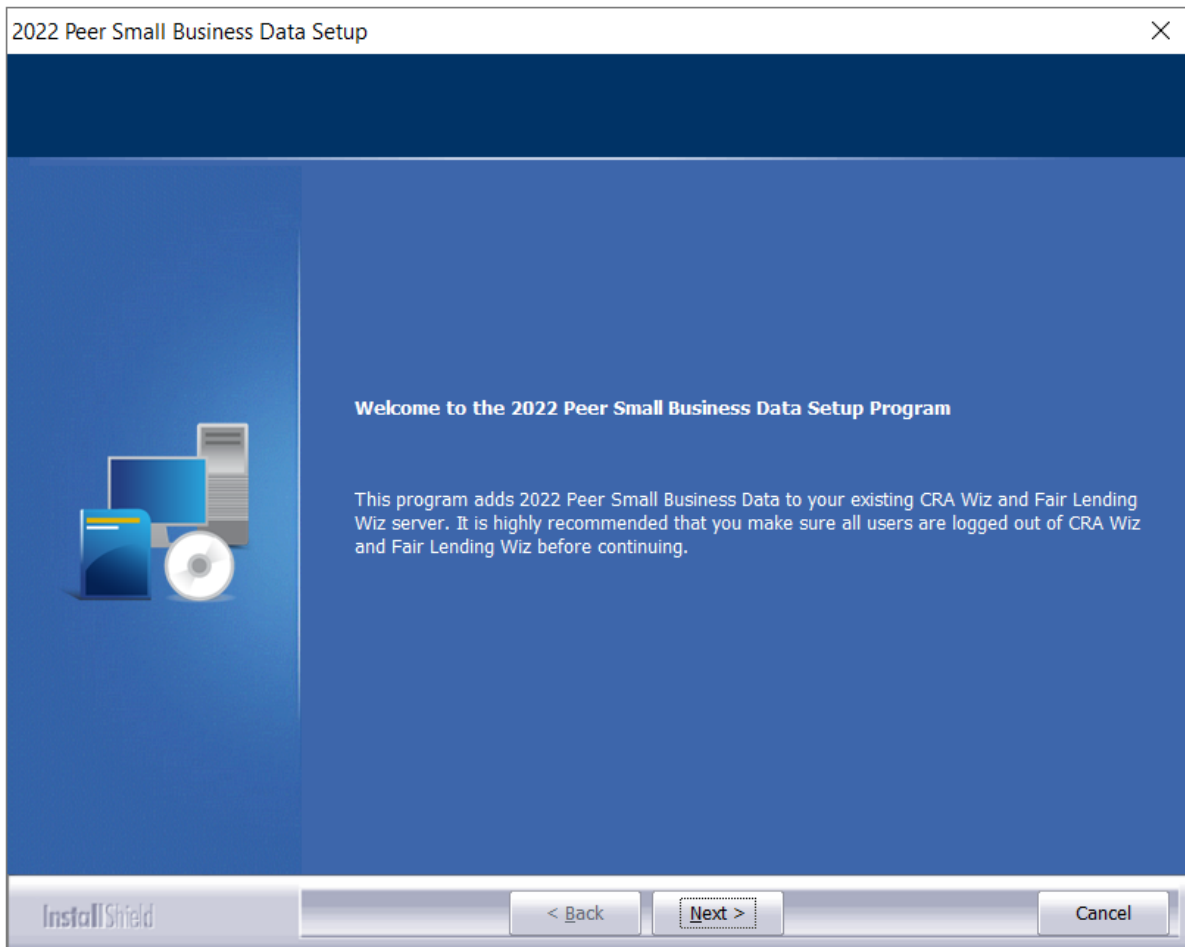 2022 Peer Small Business Data Setup
Welcome to the 2022 Peer Small Business Data Setup Program
This program adds 2022 Peer Small Business Data to your existing CRA Wiz and Fair Lending
Wiz server. It is highly recommended that you make sure all users are logged out of CRA Wiz
and Fair Lending Wiz before continuing.
InstallShield
< Back
Next >
Cancel